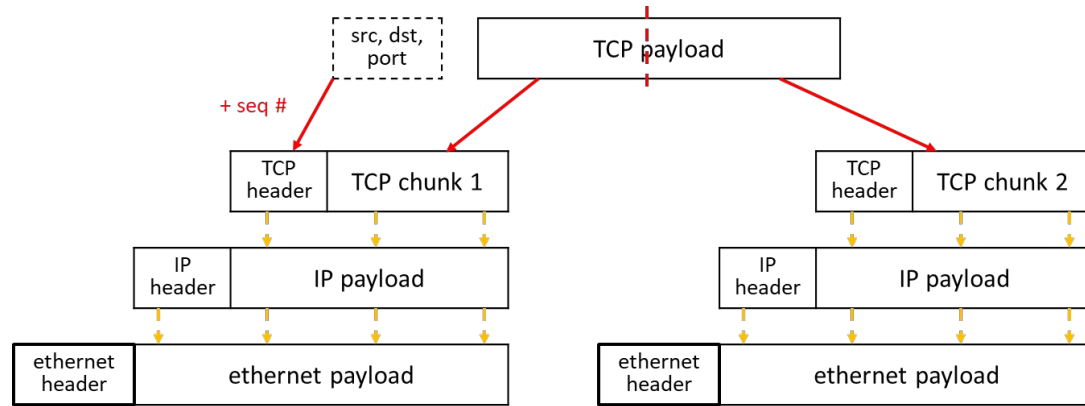 src, dst,
port
TCP payload
+ seq #
TCP
header
TCP chunk 1
TCP
header
TCP chunk 2
IP
header
IP payload
IP
header
IP payload
ethernet
header
ethernet payload
ethernet
header
ethernet payload